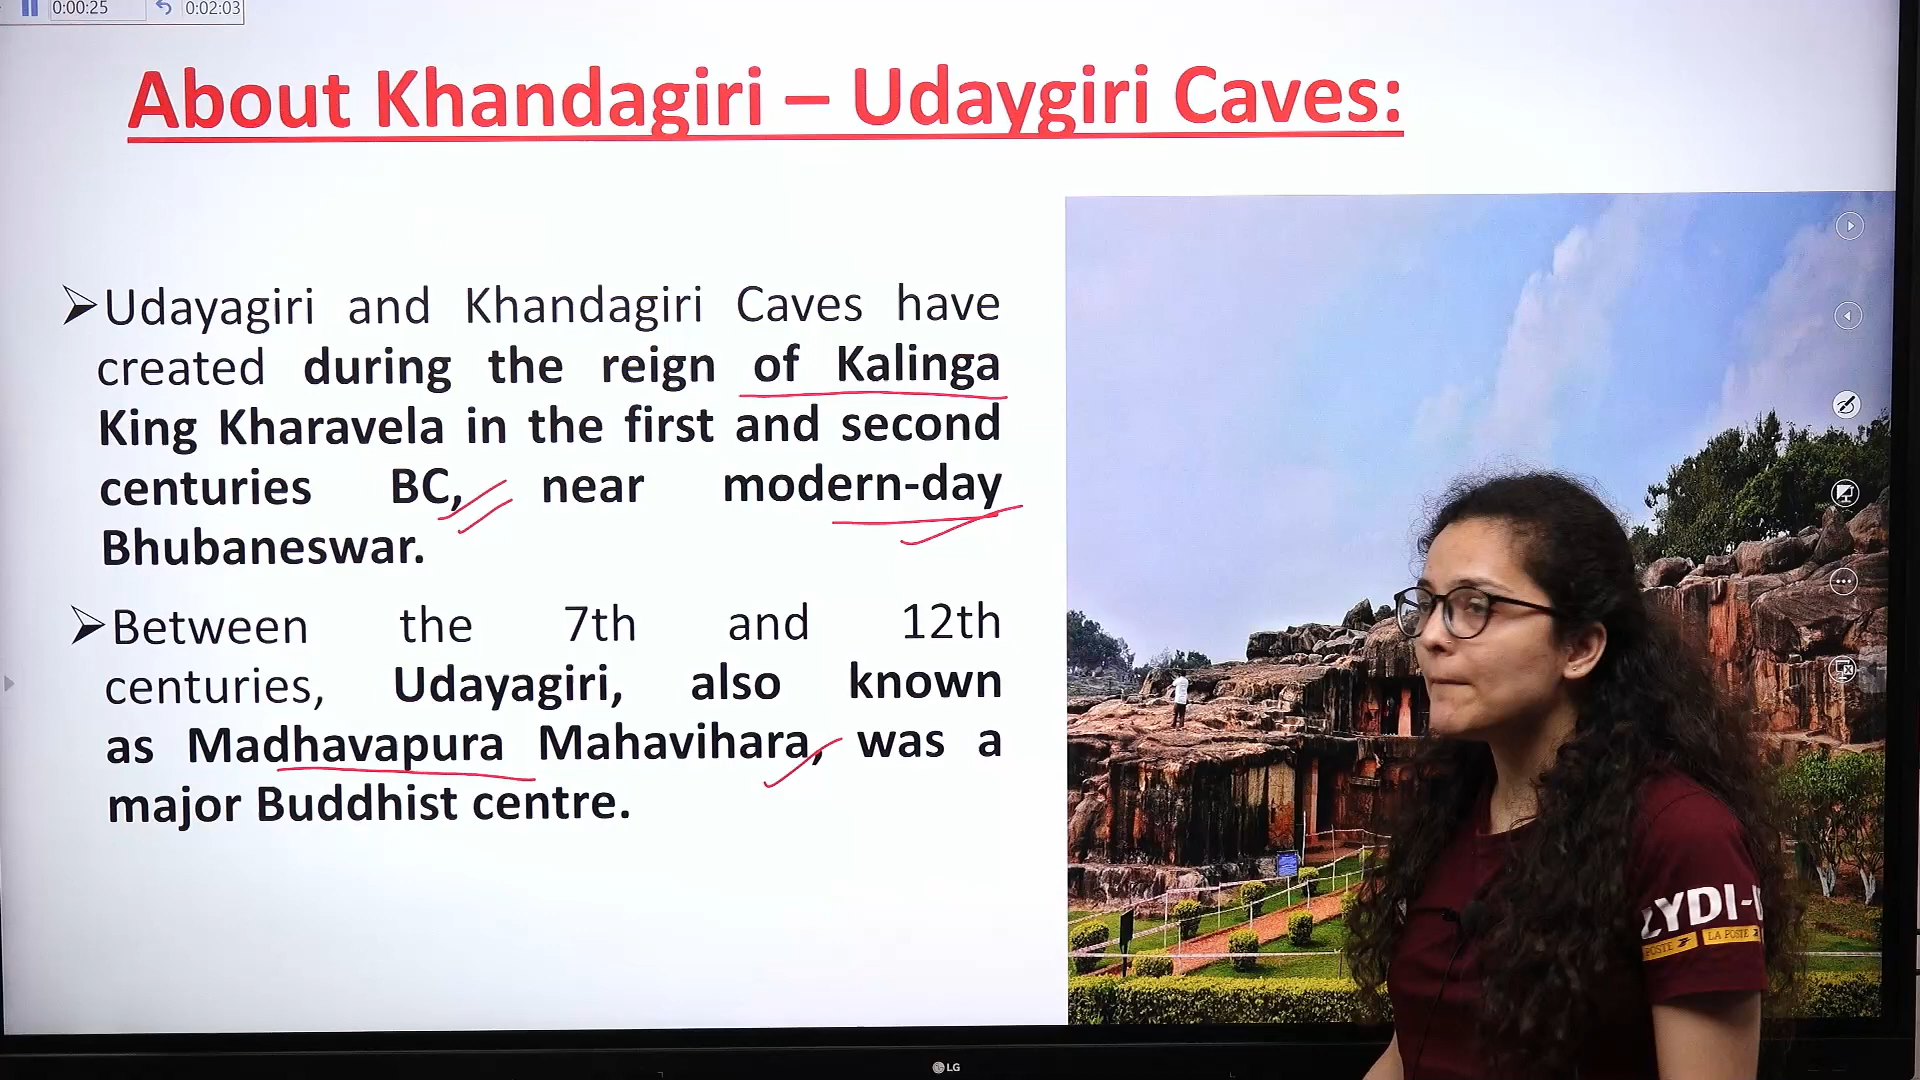 0:00:25 0:02:03
About Khandagiri – Udaygiri Caves:
Udayagiri and Khandagiri Caves have
created during the reign of Kalinga
King Kharavela in the first and second
centuries BC, near modern-day
Bhubaneswar.
Between the 7th and 12th
centuries, Udayagiri, also known
as Madhavapura Mahavihara, was a
major Buddhist centre.
LG
LA POSTE